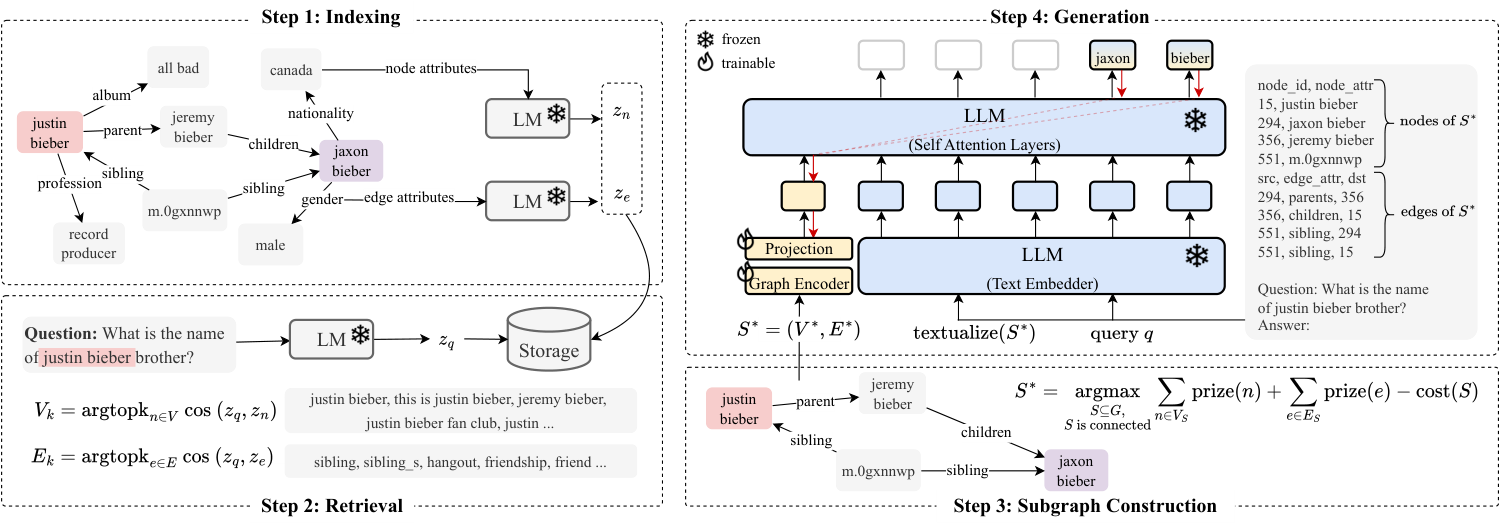 Step 1: Indexing
all bad
canada
node attributes
album
justin
bieber
parent
jeremy
bieber
nationality
children
jaxon
bieber
sibling
profession
sibling
m.0gxnnwp
gender
edge attributes
record
producer
male
LM
LM
z_n
z_e
Question: What is the name
of justin bieber brother?
LM
z_q
Storage
V_k = argtopk_{n∈V} cos (z_q, z_n)
justin bieber, this is justin bieber, jeremy bieber,
justin bieber fan club, justin ...
E_k = argtopk_{e∈E} cos (z_q, z_e)
sibling, sibling_s, hangout, friendship, friend ...
Step 2: Retrieval
Step 4: Generation
frozen
trainable
jaxon
bieber
LLM
(Self Attention Layers)
Projection
Graph Encoder
LLM
(Text Embedder)
S* = (V*, E*)
textualize(S*)
query q
node_id, node_attr
15, justin bieber
294, jaxon bieber
356, jeremy bieber
551, m.0gxnnwp
nodes of S*
src, edge_attr, dst
294, parents, 356
356, children, 15
551, sibling, 294
551, sibling, 15
edges of S*
Question: What is the name
of justin bieber brother?
Answer:
justin
bieber
parent
jeremy
bieber
sibling
children
m.0gxnnwp
sibling
jaxon
bieber
S* = argmax ∑ prize(n) + ∑ prize(e) − cost(S)
S⊆G, n∈V_S e∈E_S
S is connected
Step 3: Subgraph Construction